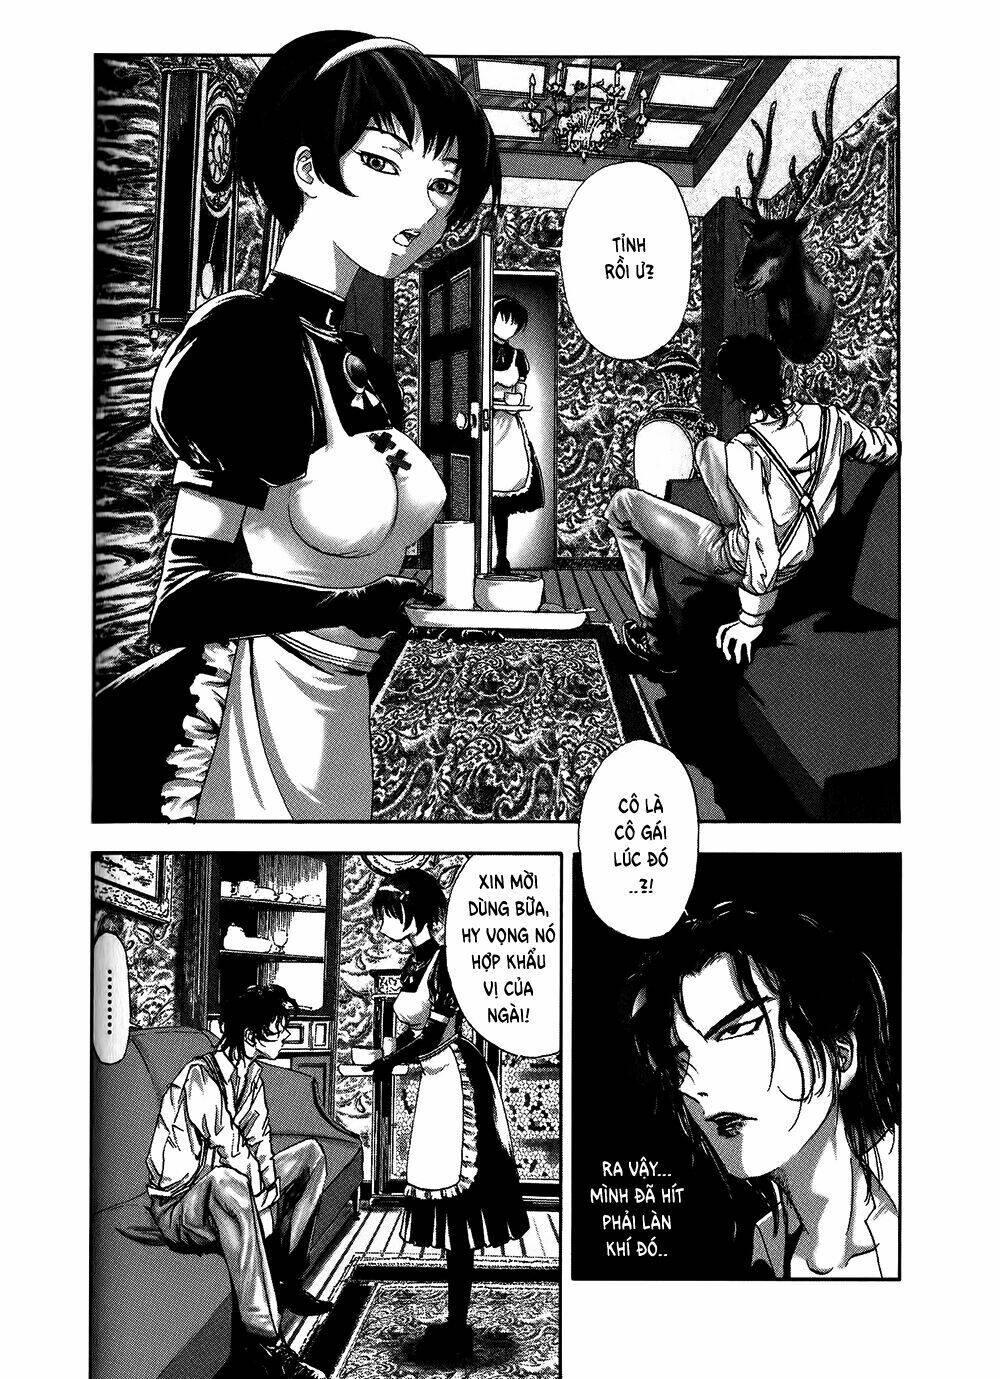 TỈNH
RỒI Ư?
CÔ LÀ
CÔ GÁI
LÚC ĐÓ
..?!
RA VẬY...
MÌNH ĐÃ HÍT
PHẢI LÀN
KHÍ ĐÓ..
XIN MỜI
DÙNG BỮA,
HY VỌNG NÓ
HỢP KHẨU
VỊ CỦA
NGÀI!
.........